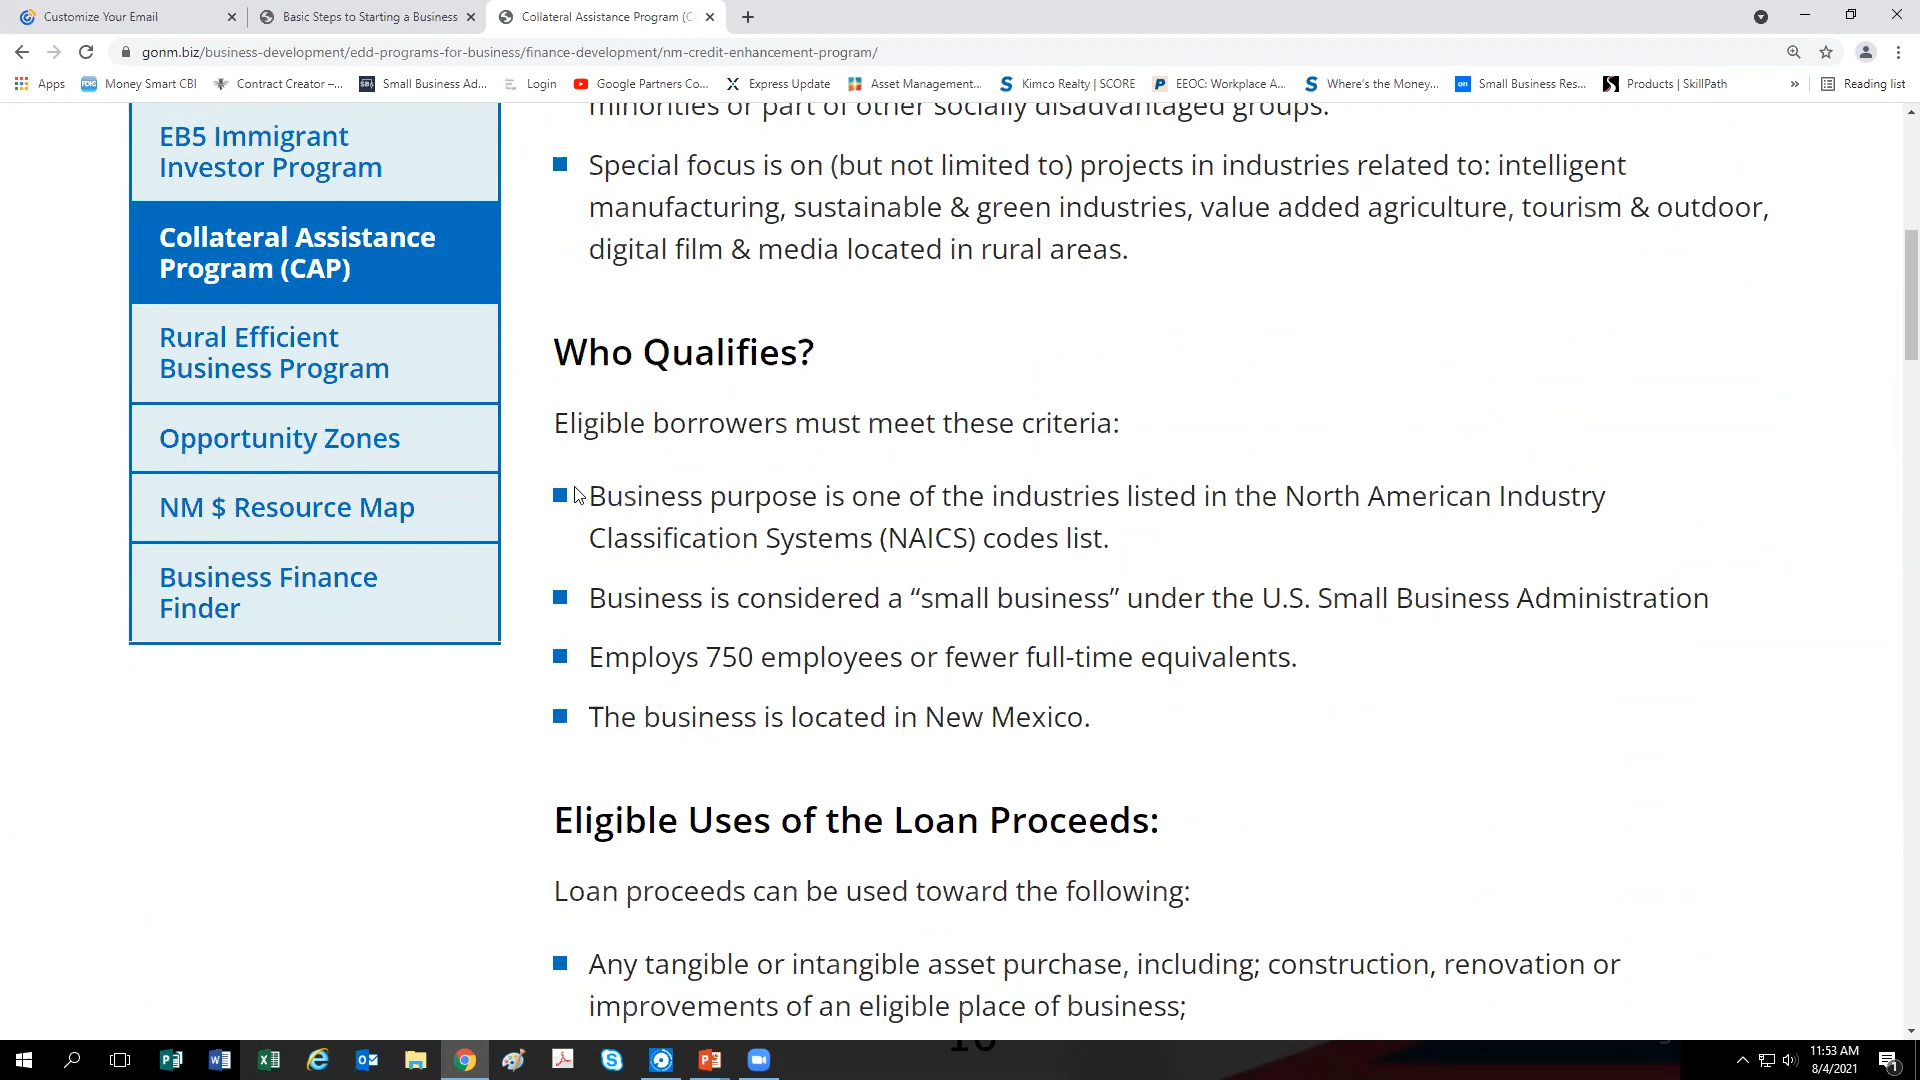 Customize Your Email
Basic Steps to Starting a Business
Collateral Assistance Program (C
gonm.biz/business-development/edd-programs-for-business/finance-development/nm-credit-enhancement-program/
Apps
Money Smart CBI
Contract Creator –...
Small Business Ad...
Login
Google Partners Co...
Express Update
Asset Management...
Kimco Realty | SCORE
EEOC: Workplace A...
Where's the Money...
Small Business Res...
Products | SkillPath
»
Reading list
EB5 Immigrant
Investor Program
Collateral Assistance
Program (CAP)
Rural Efficient
Business Program
Opportunity Zones
NM $ Resource Map
Business Finance
Finder
minorities or part of other socially disadvantaged groups.
Special focus is on (but not limited to) projects in industries related to: intelligent
manufacturing, sustainable & green industries, value added agriculture, tourism & outdoor,
digital film & media located in rural areas.
Who Qualifies?
Eligible borrowers must meet these criteria:
Business purpose is one of the industries listed in the North American Industry
Classification Systems (NAICS) codes list.
Business is considered a “small business” under the U.S. Small Business Administration
Employs 750 employees or fewer full-time equivalents.
The business is located in New Mexico.
Eligible Uses of the Loan Proceeds:
Loan proceeds can be used toward the following:
Any tangible or intangible asset purchase, including; construction, renovation or
improvements of an eligible place of business;
11:53 AM
8/4/2021